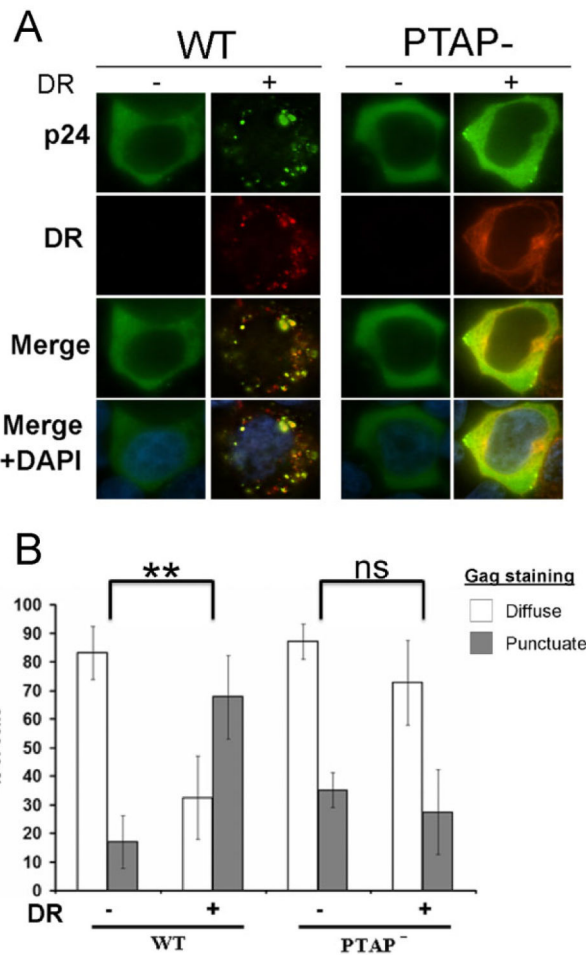 A
WT PTAP-
DR - + - +
p24
DR
Merge
Merge
+DAPI
B
** ns
Gag staining
Diffuse
Punctuate
100
90
80
70
60
50
40
30
20
10
0
DR - + - +
WT PTAP⁻